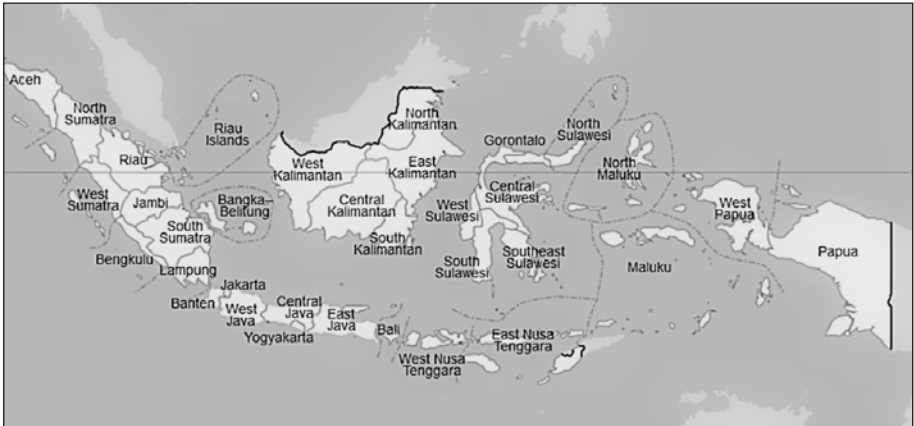 Aceh
North
Sumatra
Riau
Islands
Riau
West
Sumatra
Jambi
Bangka–
Belitung
South
Sumatra
Bengkulu
Lampung
Banten
Jakarta
West
Java
Central
Java
Yogyakarta
East
Java
Bali
West Nusa
Tenggara
East Nusa
Tenggara
West
Kalimantan
Central
Kalimantan
South
Kalimantan
East
Kalimantan
North
Kalimantan
Gorontalo
North
Sulawesi
Central
Sulawesi
West
Sulawesi
South
Sulawesi
Southeast
Sulawesi
North
Maluku
Maluku
West
Papua
Papua